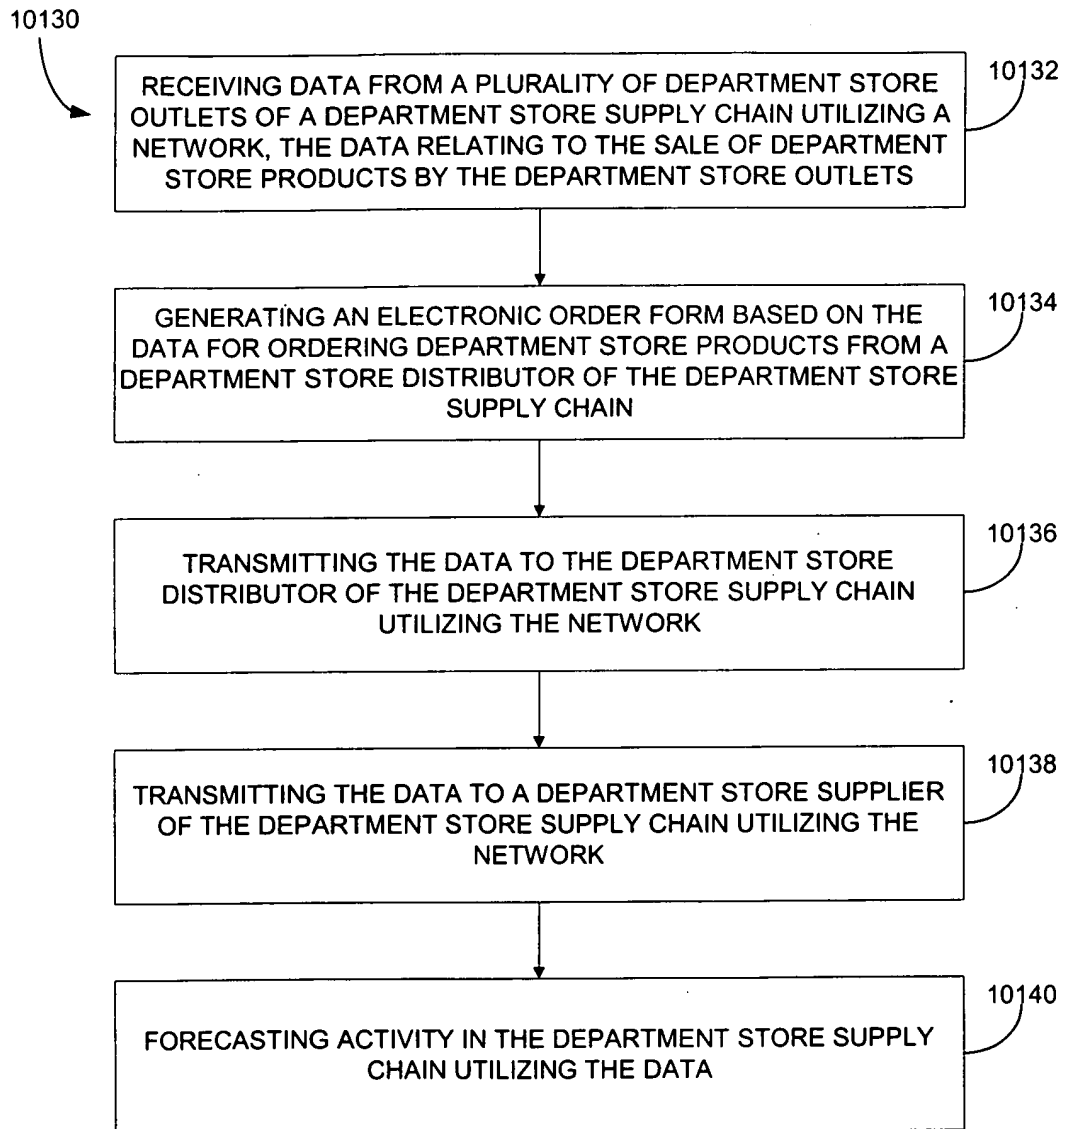 10130
RECEIVING DATA FROM A PLURALITY OF DEPARTMENT STORE
OUTLETS OF A DEPARTMENT STORE SUPPLY CHAIN UTILIZING A
NETWORK, THE DATA RELATING TO THE SALE OF DEPARTMENT
STORE PRODUCTS BY THE DEPARTMENT STORE OUTLETS
10132
GENERATING AN ELECTRONIC ORDER FORM BASED ON THE
DATA FOR ORDERING DEPARTMENT STORE PRODUCTS FROM A
DEPARTMENT STORE DISTRIBUTOR OF THE DEPARTMENT STORE
SUPPLY CHAIN
10134
TRANSMITTING THE DATA TO THE DEPARTMENT STORE
DISTRIBUTOR OF THE DEPARTMENT STORE SUPPLY CHAIN
UTILIZING THE NETWORK
10136
TRANSMITTING THE DATA TO A DEPARTMENT STORE SUPPLIER
OF THE DEPARTMENT STORE SUPPLY CHAIN UTILIZING THE
NETWORK
10138
FORECASTING ACTIVITY IN THE DEPARTMENT STORE SUPPLY
CHAIN UTILIZING THE DATA
10140